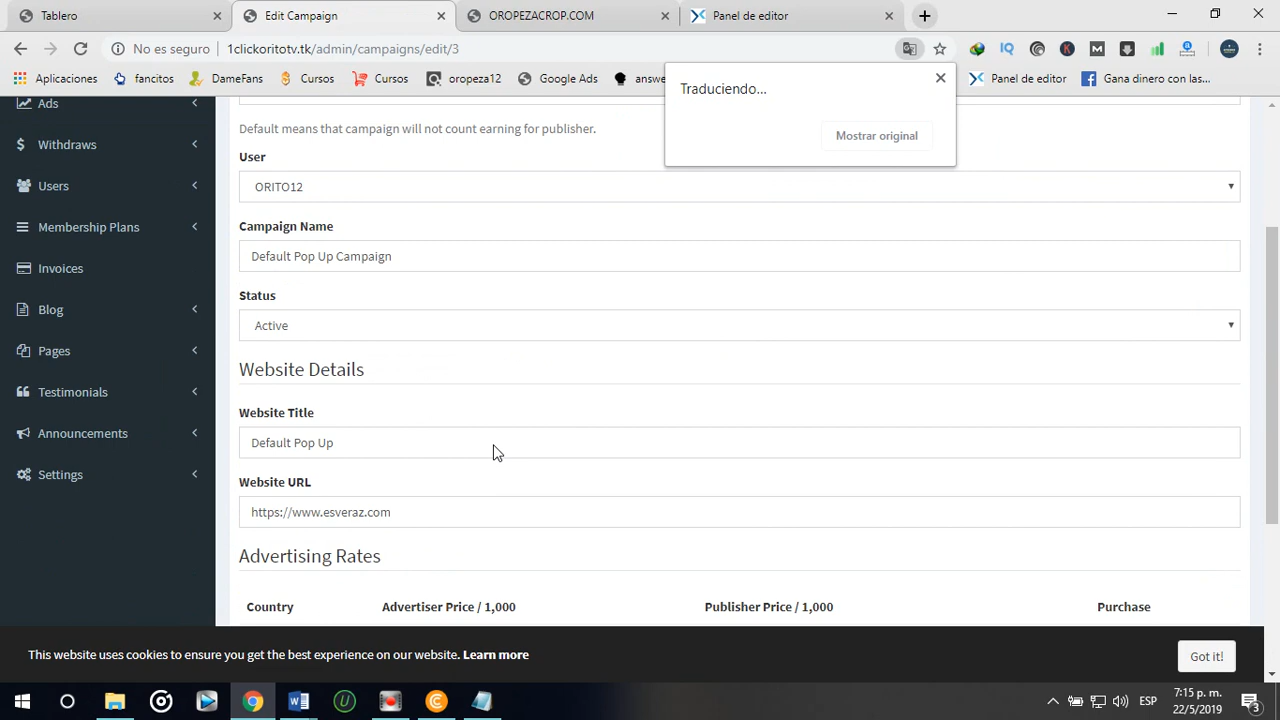 Tablero
Edit Campaign
OROPEZACROP.COM
Panel de editor
No es seguro
1clickoritotv.tk/admin/campaigns/edit/3
Aplicaciones
fancitos
DameFans
Cursos
Cursos
oropeza12
Google Ads
answe
Panel de editor
Gana dinero con las...
Traduciendo...
Mostrar original
Ads
Withdraws
Users
Membership Plans
Invoices
Blog
Pages
Testimonials
Announcements
Settings
Default means that campaign will not count earning for publisher.
User
ORITO12
Campaign Name
Default Pop Up Campaign
Status
Active
Website Details
Website Title
Default Pop Up
Website URL
https://www.esveraz.com
Advertising Rates
Country Advertiser Price / 1,000 Publisher Price / 1,000 Purchase
This website uses cookies to ensure you get the best experience on our website. Learn more
Got it!
ESP
7:15 p. m.
22/5/2019
3